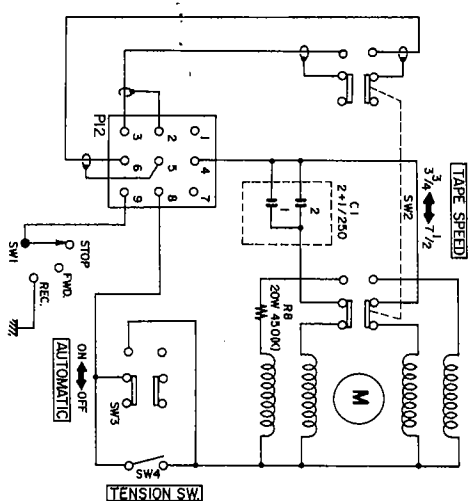 TAPE SPEED
3 3/4 ↔ 7 1/2
SW2
C1
2+1/250
1
2
R8
20W 450(K)
M
P12
1
2
3
4
5
6
7
8
9
SW1
STOP
FWD.
REC.
AUTOMATIC
ON ↔ OFF
SW3
SW4
TENSION SW.